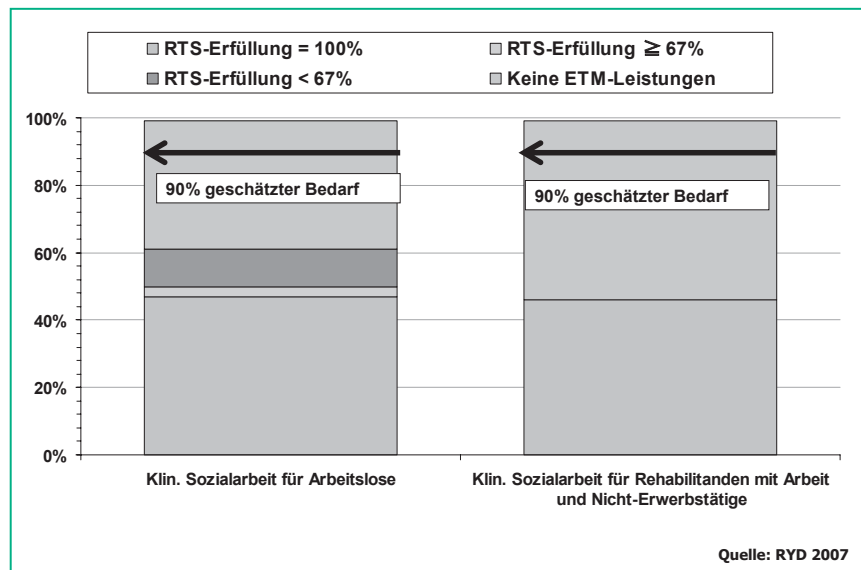 RTS-Erfüllung = 100%
RTS-Erfüllung ≧ 67%
RTS-Erfüllung < 67%
Keine ETM-Leistungen
100%
80%
60%
40%
20%
0%
90% geschätzter Bedarf
90% geschätzter Bedarf
Klin. Sozialarbeit für Arbeitslose
Klin. Sozialarbeit für Rehabilitanden mit Arbeit
und Nicht-Erwerbstätige
Quelle: RYD 2007